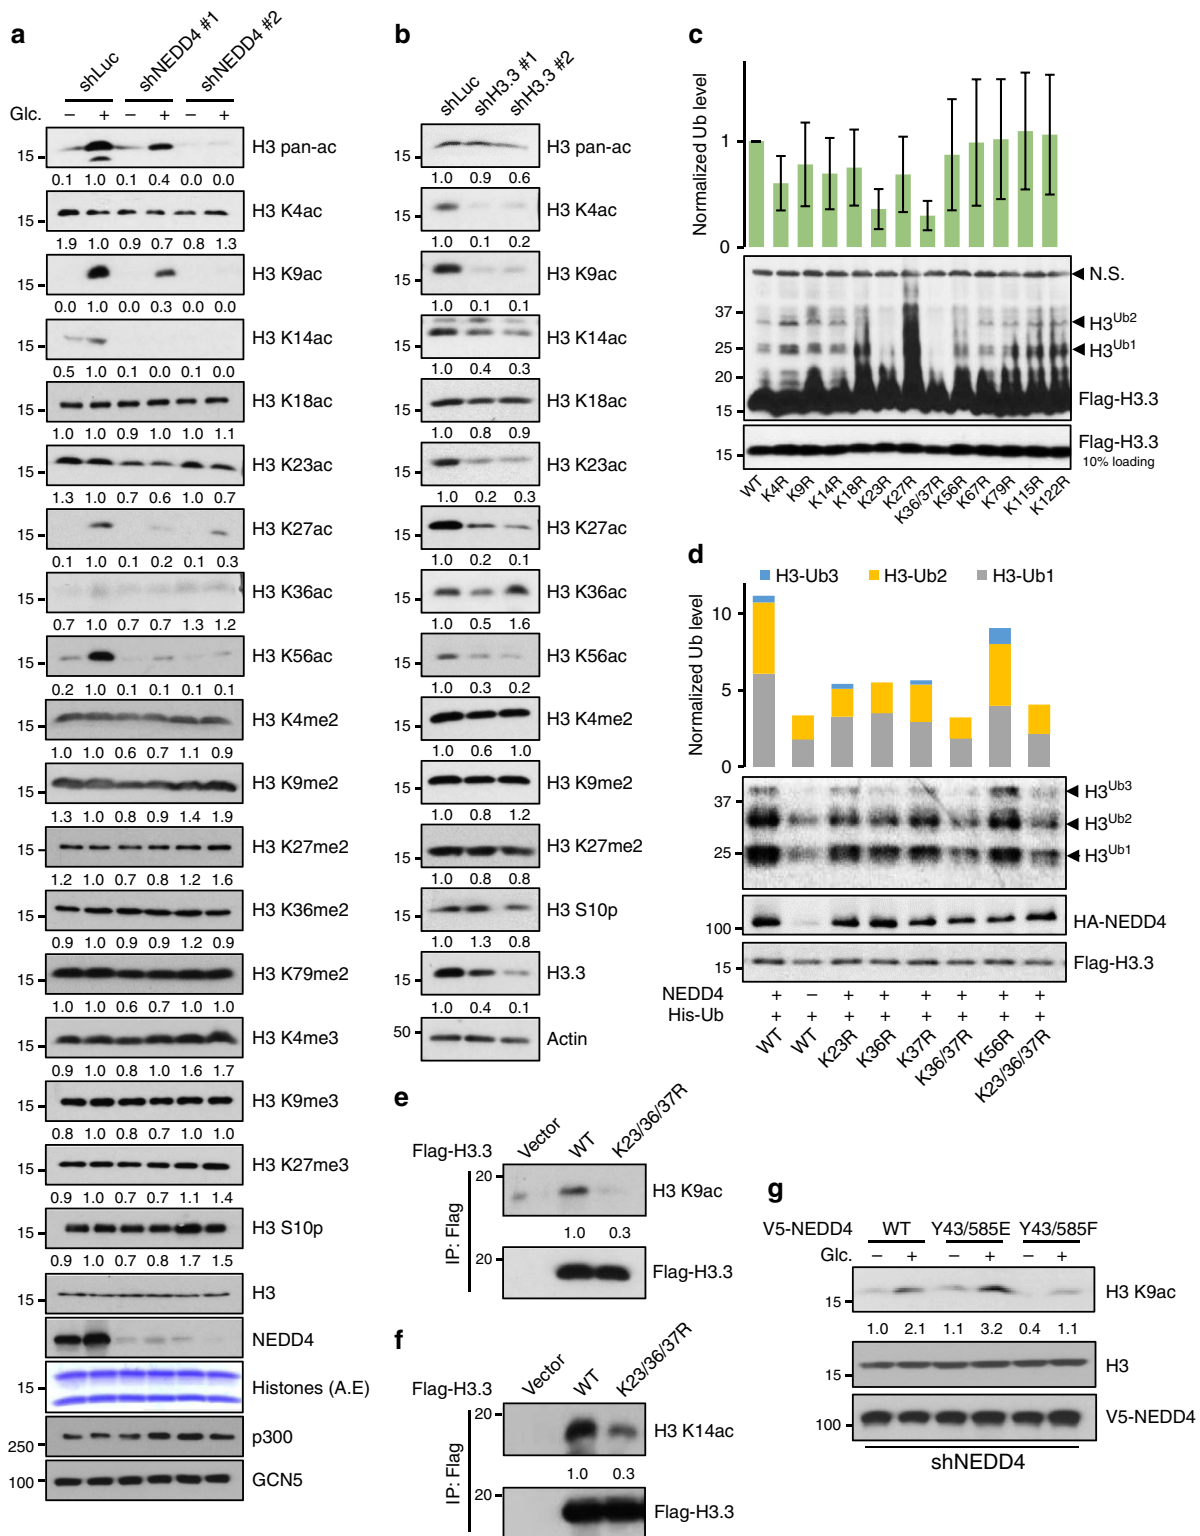 a
shLuc shNEDD4 #1 shNEDD4 #2
Glc. – + – + – +
15 H3 pan-ac
0.1 1.0 0.1 0.4 0.0 0.0
15 H3 K4ac
1.9 1.0 0.9 0.7 0.8 1.3
15 H3 K9ac
0.0 1.0 0.0 0.3 0.0 0.0
15 H3 K14ac
0.5 1.0 0.1 0.0 0.1 0.0
15 H3 K18ac
1.0 1.0 0.9 1.0 1.0 1.1
15 H3 K23ac
1.3 1.0 0.7 0.6 1.0 0.7
15 H3 K27ac
0.1 1.0 0.1 0.2 0.1 0.3
15 H3 K36ac
0.7 1.0 0.7 0.7 1.3 1.2
15 H3 K56ac
0.2 1.0 0.1 0.1 0.1 0.1
15 H3 K4me2
1.0 1.0 0.6 0.7 1.1 0.9
15 H3 K9me2
1.3 1.0 0.8 0.9 1.4 1.9
15 H3 K27me2
1.2 1.0 0.7 0.8 1.2 1.6
15 H3 K36me2
0.9 1.0 0.9 0.9 1.2 0.9
15 H3 K79me2
1.0 1.0 0.6 0.7 1.0 1.0
15 H3 K4me3
0.9 1.0 0.8 1.0 1.6 1.7
15 H3 K9me3
0.8 1.0 0.8 0.7 1.0 1.0
15 H3 K27me3
0.9 1.0 0.7 0.7 1.1 1.4
15 H3 S10p
0.9 1.0 0.7 0.8 1.7 1.5
15 H3
NEDD4
15 Histones (A.E)
250 p300
100 GCN5
b
shLuc shH3.3 #1 shH3.3 #2
15 H3 pan-ac
1.0 0.9 0.6
15 H3 K4ac
1.0 0.1 0.2
15 H3 K9ac
1.0 0.1 0.1
15 H3 K14ac
1.0 0.4 0.3
15 H3 K18ac
1.0 0.8 0.9
15 H3 K23ac
1.0 0.2 0.3
15 H3 K27ac
1.0 0.2 0.1
15 H3 K36ac
1.0 0.5 1.6
15 H3 K56ac
1.0 0.3 0.2
15 H3 K4me2
1.0 0.6 1.0
15 H3 K9me2
1.0 0.8 1.2
15 H3 K27me2
1.0 0.8 0.8
15 H3 S10p
1.0 1.3 0.8
15 H3.3
1.0 0.4 0.1
50 Actin
c
Normalized Ub level
1
0
N.S.
37 H3Ub2
25 H3Ub1
20
15 Flag-H3.3
15 Flag-H3.3
10% loading
WT K4R K9R K14R K18R K23R K27R K36/37R K56R K67R K79R K115R K122R
d
H3-Ub3 H3-Ub2 H3-Ub1
Normalized Ub level
10
5
0
H3Ub3
37
H3Ub2
25 H3Ub1
100 HA-NEDD4
15 Flag-H3.3
NEDD4 + – + + + + + +
His-Ub + + + + + + + +
WT WT K23R K36R K37R K36/37R K56R K23/36/37R
e
Flag-H3.3 Vector WT K23/36/37R
IP: Flag
20 H3 K9ac
1.0 0.3
20 Flag-H3.3
f
Flag-H3.3 Vector WT K23/36/37R
IP: Flag
20 H3 K14ac
1.0 0.3
20 Flag-H3.3
g
V5-NEDD4 WT Y43/585E Y43/585F
Glc. – + – + – +
15 H3 K9ac
1.0 2.1 1.1 3.2 0.4 1.1
15 H3
100 V5-NEDD4
shNEDD4